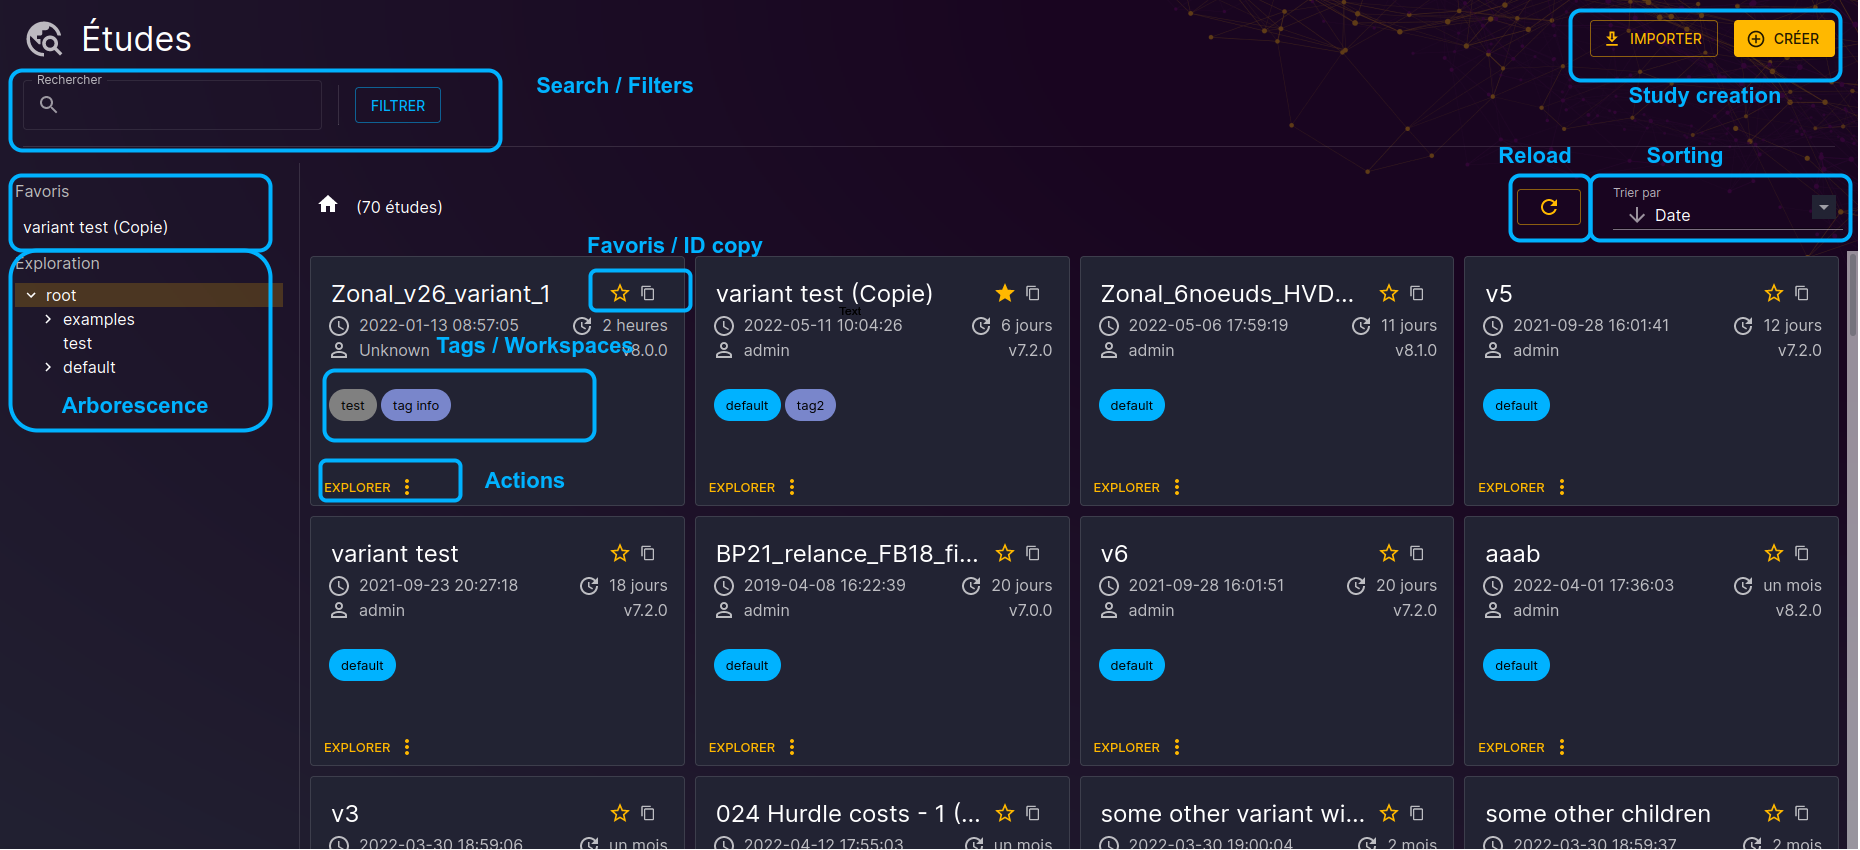 Études
IMPORTER
CRÉER
Rechercher
FILTRER
Search / Filters
Study creation
Reload
Sorting
Favoris
variant test (Copie)
Exploration
root
examples
test
default
Arborescence
(70 études)
Trier par
Date
Favoris / ID copy
Zonal_v26_variant_1
2022-01-13 08:57:05
2 heures
Unknown
v8.0.0
Tags / Workspaces
test
tag info
EXPLORER
Actions
variant test (Copie)
Text
2022-05-11 10:04:26
6 jours
admin
v7.2.0
default
tag2
EXPLORER
Zonal_6noeuds_HVD...
2022-05-06 17:59:19
11 jours
admin
v8.1.0
default
EXPLORER
v5
2021-09-28 16:01:41
12 jours
admin
v7.2.0
default
EXPLORER
variant test
2021-09-23 20:27:18
18 jours
admin
v7.2.0
default
EXPLORER
BP21_relance_FB18_fi...
2019-04-08 16:22:39
20 jours
admin
v7.0.0
default
EXPLORER
v6
2021-09-28 16:01:51
20 jours
admin
v7.2.0
default
EXPLORER
aaab
2022-04-01 17:36:03
un mois
admin
v8.2.0
default
EXPLORER
v3
2022-03-30 18:59:06
un mois
024 Hurdle costs - 1 (...
2022-04-12 17:55:03
un mois
some other variant wi...
2022-03-30 19:00:04
2 mois
some other children
2022-03-30 18:59:37
2 mois